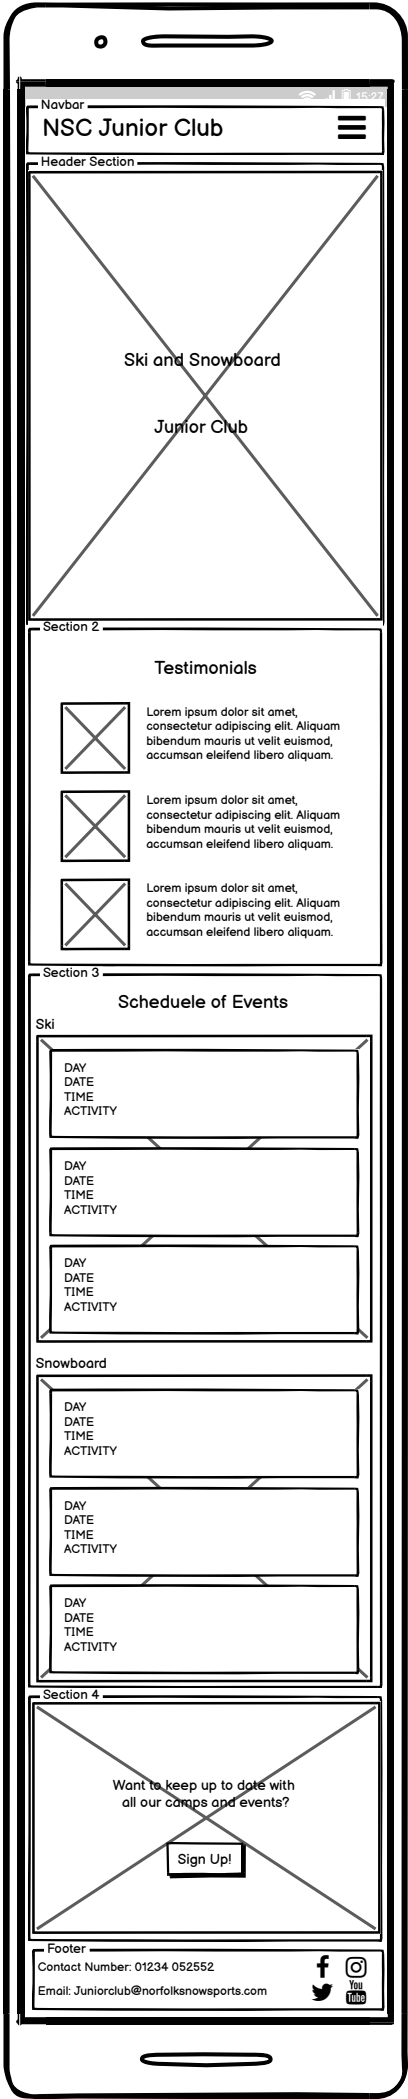 15:27
Navbar
NSC Junior Club
Header Section
Ski and Snowboard
Junior Club
Section 2
Testimonials
Lorem ipsum dolor sit amet,
consectetur adipiscing elit. Aliquam
bibendum mauris ut velit euismod,
accumsan eleifend libero aliquam.
Lorem ipsum dolor sit amet,
consectetur adipiscing elit. Aliquam
bibendum mauris ut velit euismod,
accumsan eleifend libero aliquam.
Lorem ipsum dolor sit amet,
consectetur adipiscing elit. Aliquam
bibendum mauris ut velit euismod,
accumsan eleifend libero aliquam.
Section 3
Scheduele of Events
Ski
DAY
DATE
TIME
ACTIVITY
DAY
DATE
TIME
ACTIVITY
DAY
DATE
TIME
ACTIVITY
Snowboard
DAY
DATE
TIME
ACTIVITY
DAY
DATE
TIME
ACTIVITY
DAY
DATE
TIME
ACTIVITY
Section 4
Want to keep up to date with
all our camps and events?
Sign Up!
Footer
Contact Number: 01234 052552
Email: Juniorclub@norfolksnowsports.com
You
Tube